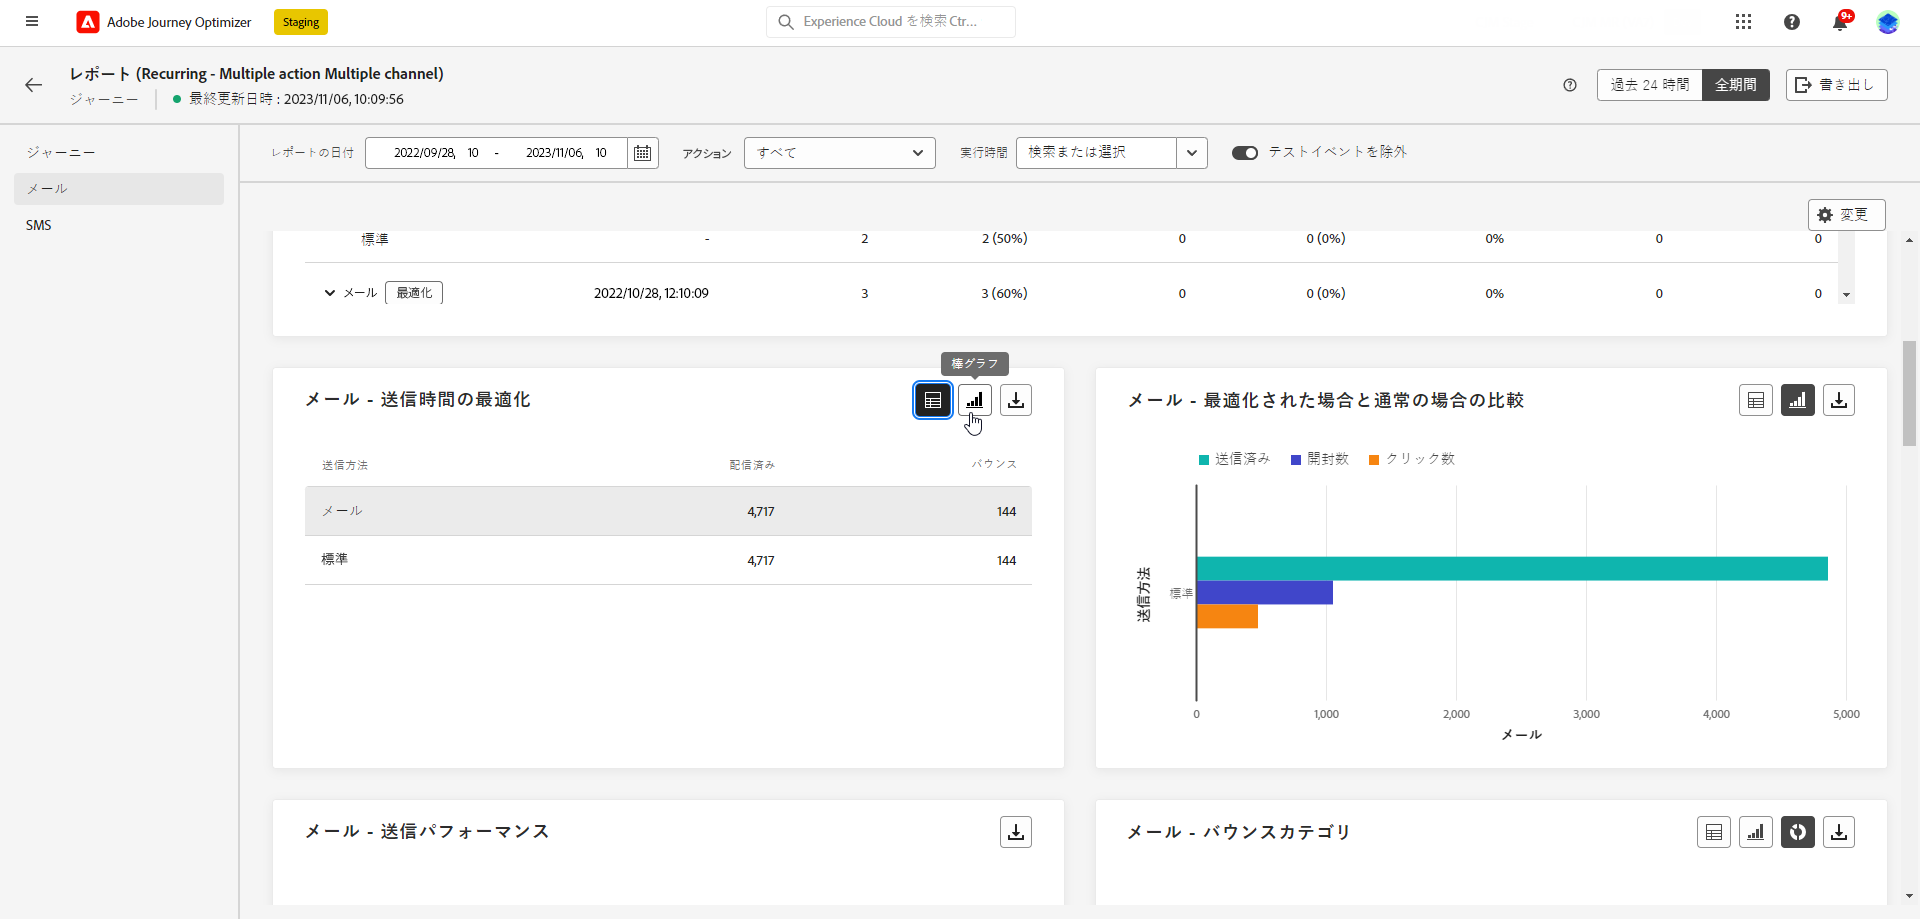 Adobe Journey Optimizer
Staging
Experience Cloud を検索 Ctr...
9+
レポート (Recurring - Multiple action Multiple channel)
ジャーニー
最終更新日時 : 2023/11/06, 10:09:56
過去 24 時間
全期間
書き出し
ジャーニー
メール
SMS
レポートの日付
2022/09/28, 10 - 2023/11/06, 10
アクション
すべて
実行時間
検索または選択
テストイベントを除外
変更
標準 - 2 2 (50%) 0 0 (0%) 0% 0 0
メール 最適化 2022/10/28, 12:10:09 3 3 (60%) 0 0 (0%) 0% 0 0
棒グラフ
メール - 送信時間の最適化
送信方法 配信済み バウンス
メール 4,717 144
標準 4,717 144
メール - 最適化された場合と通常の場合の比較
送信済み 開封数 クリック数
送信方法
標準
0 1,000 2,000 3,000 4,000 5,000
メール
メール - 送信パフォーマンス
メール - バウンスカテゴリ